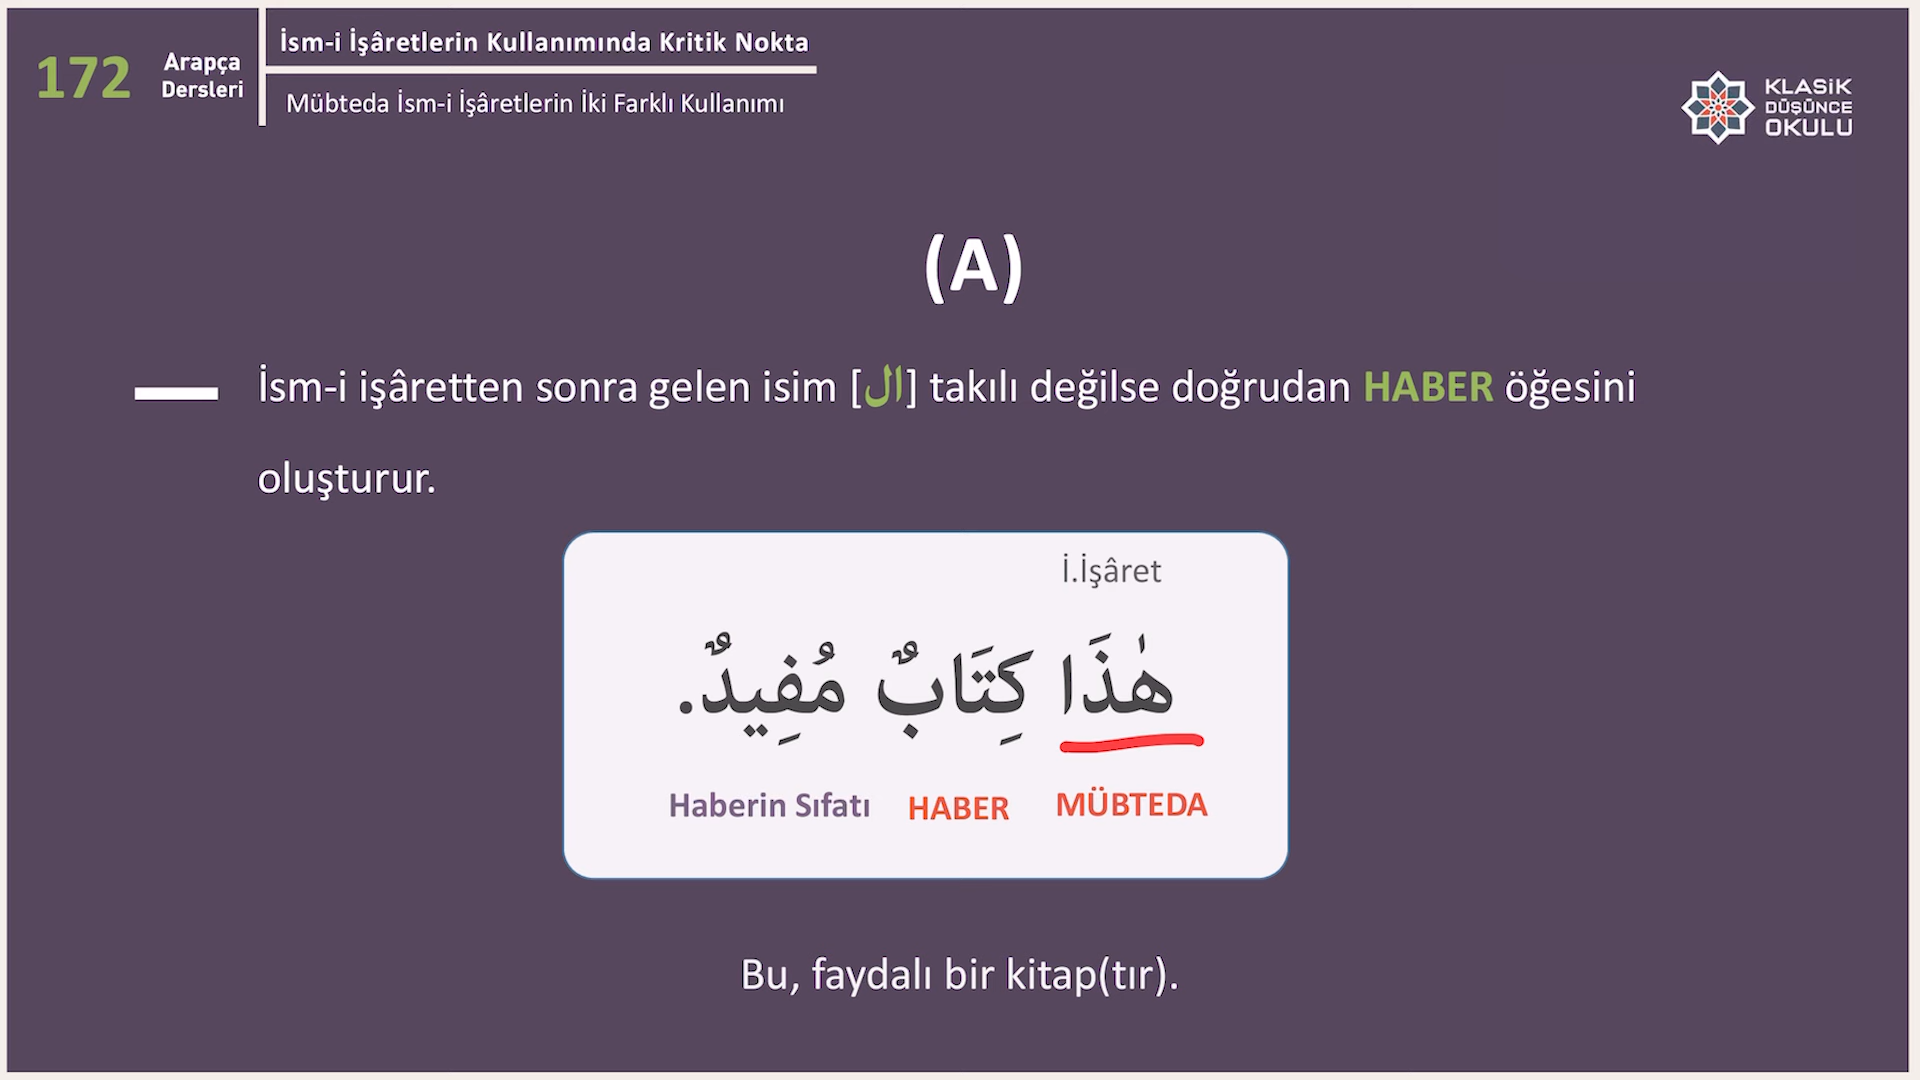 172
Arapça
Dersleri
İsm-i İşâretlerin Kullanımında Kritik Nokta
Mübteda İsm-i İşâretlerin İki Farklı Kullanımı
KLASİK
DÜŞÜNCE
OKULU
(A)
İsm-i işâretten sonra gelen isim [ال] takılı değilse doğrudan HABER öğesini
oluşturur.
İ.İşâret
هٰذَا كِتَابٌ مُفِيدٌ.
Haberin Sıfatı HABER MÜBTEDA
Bu, faydalı bir kitap(tır).